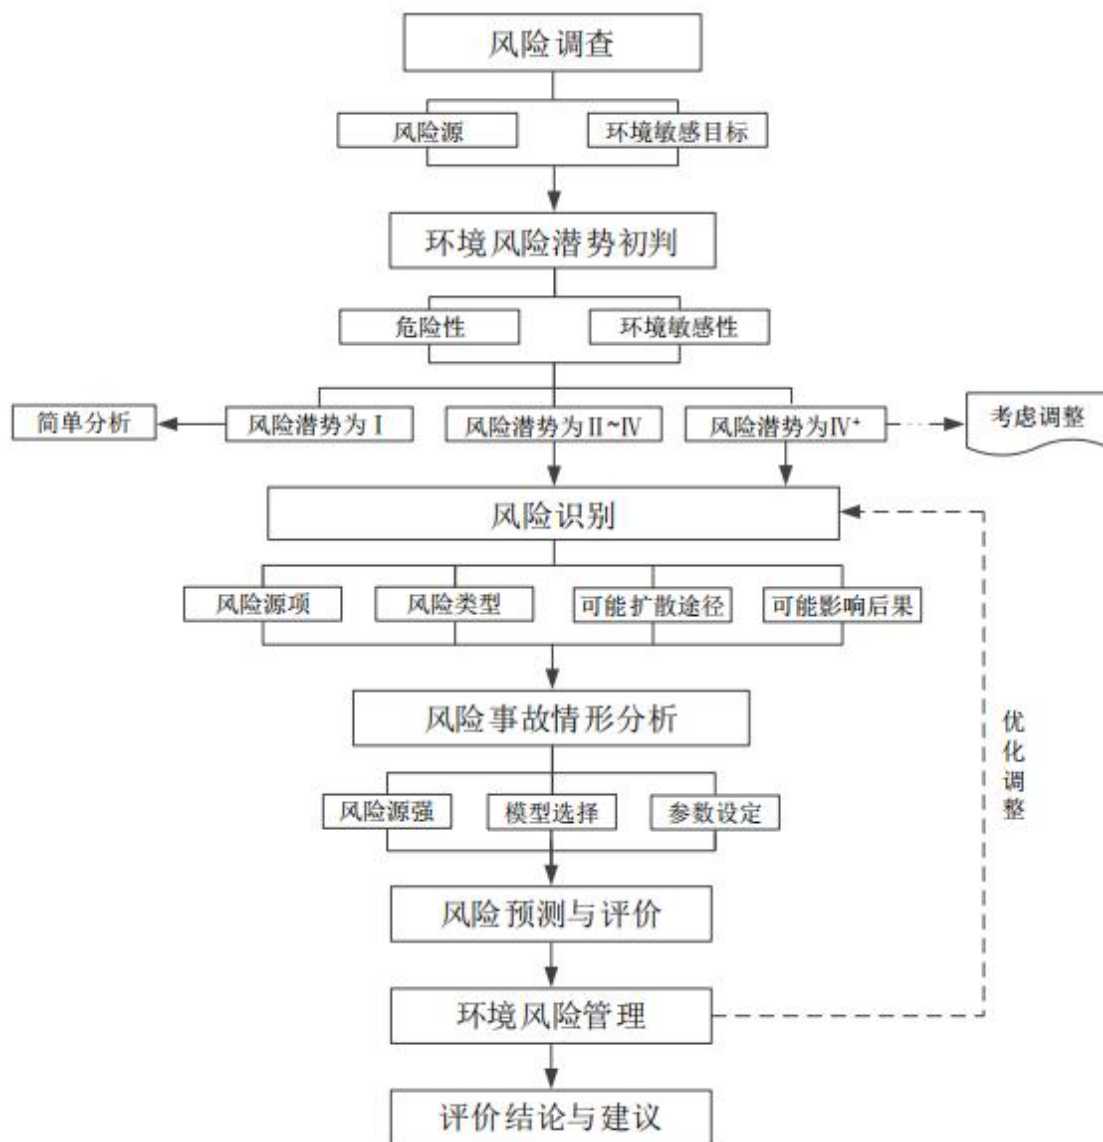 风险调查
风险源
环境敏感目标
环境风险潜势初判
危险性
环境敏感性
简单分析
风险潜势为Ⅰ
风险潜势为Ⅱ~Ⅳ
风险潜势为Ⅳ⁺
考虑调整
风险识别
风险源项
风险类型
可能扩散途径
可能影响后果
风险事故情形分析
优化调整
风险源强
模型选择
参数设定
风险预测与评价
环境风险管理
评价结论与建议